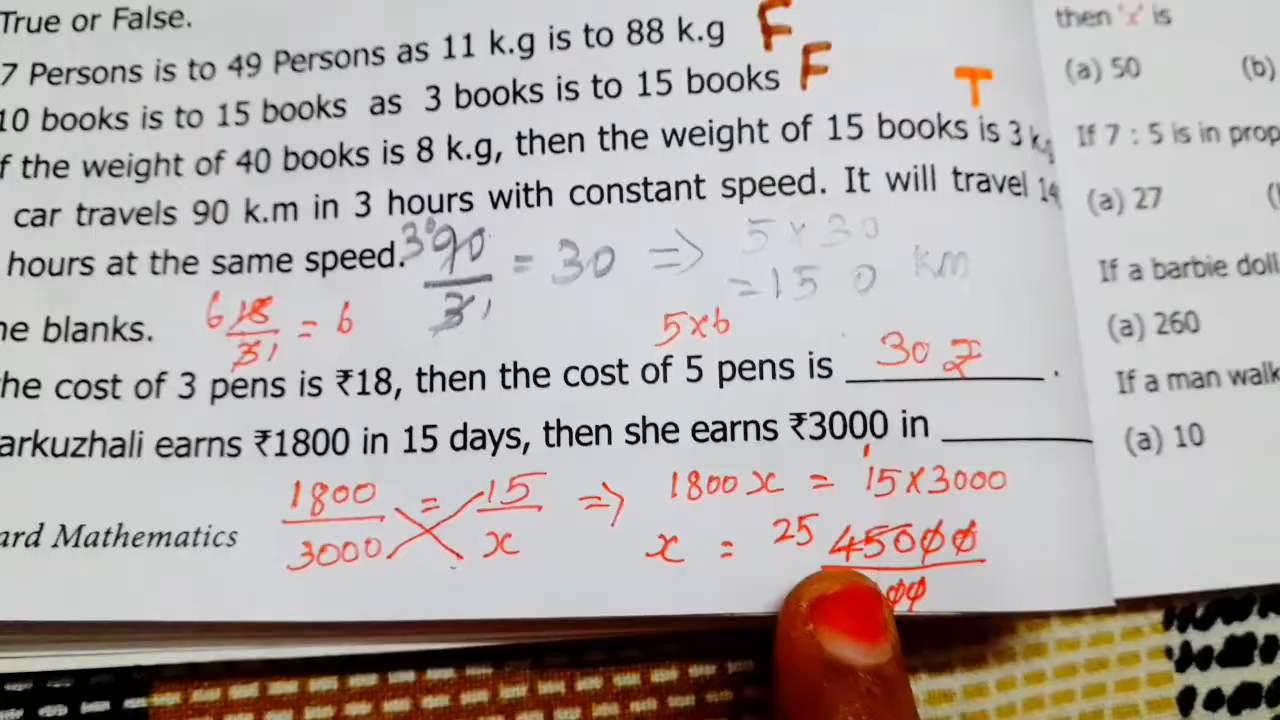 True or False.
7 Persons is to 49 Persons as 11 k.g is to 88 k.g F
10 books is to 15 books as 3 books is to 15 books F
f the weight of 40 books is 8 k.g, then the weight of 15 books is 3 k.g T
car travels 90 k.m in 3 hours with constant speed. It will travel 14
hours at the same speed. 30 90/3 1 = 30 => 5 x 30
= 150 km
ne blanks. 6 18/3 1 = 6 5x6
he cost of 3 pens is ₹18, then the cost of 5 pens is 30 ₹ .
arkuzhali earns ₹1800 in 15 days, then she earns ₹3000 in ______
1800/3000 = 15/x => 1800x = 15x3000
x = 25 45000/00
ard Mathematics
then 'x' is
(a) 50 (b)
If 7 : 5 is in prop
(a) 27 (
If a barbie doll
(a) 260
If a man walk
(a) 10